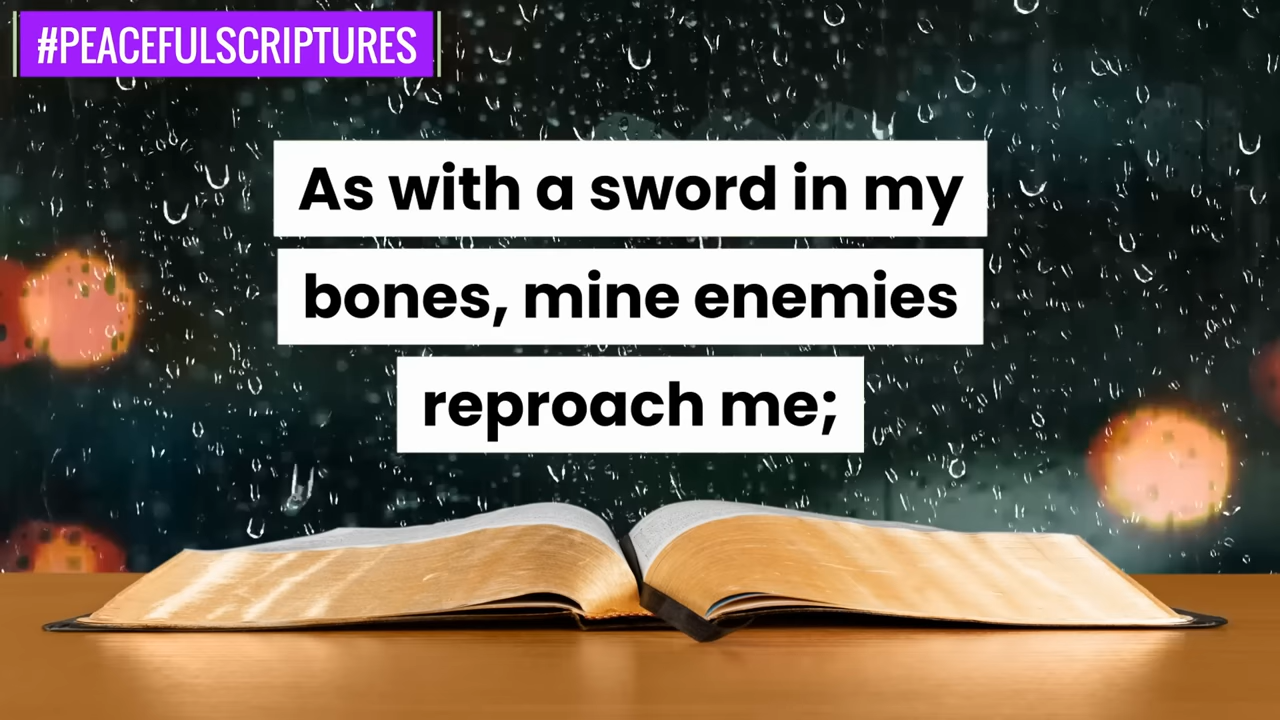 #PEACEFULSCRIPTURES
As with a sword in my
bones, mine enemies
reproach me;